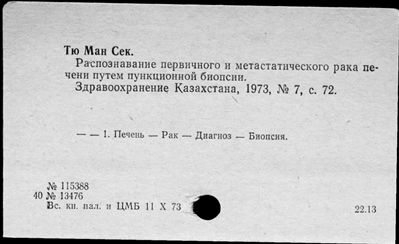 Тю Ман Сек.
Распознавание первичного и метастатического рака пе-
чени путем пункционной биопсии.
Здравоохранение Казахстана, 1973, № 7, с. 72.
— — 1. Печень — Рак — Диагноз — Биопсия.
№ 115388
40 № 13476
Вс. кн. пал. и ЦМБ 11 X 73
22.13